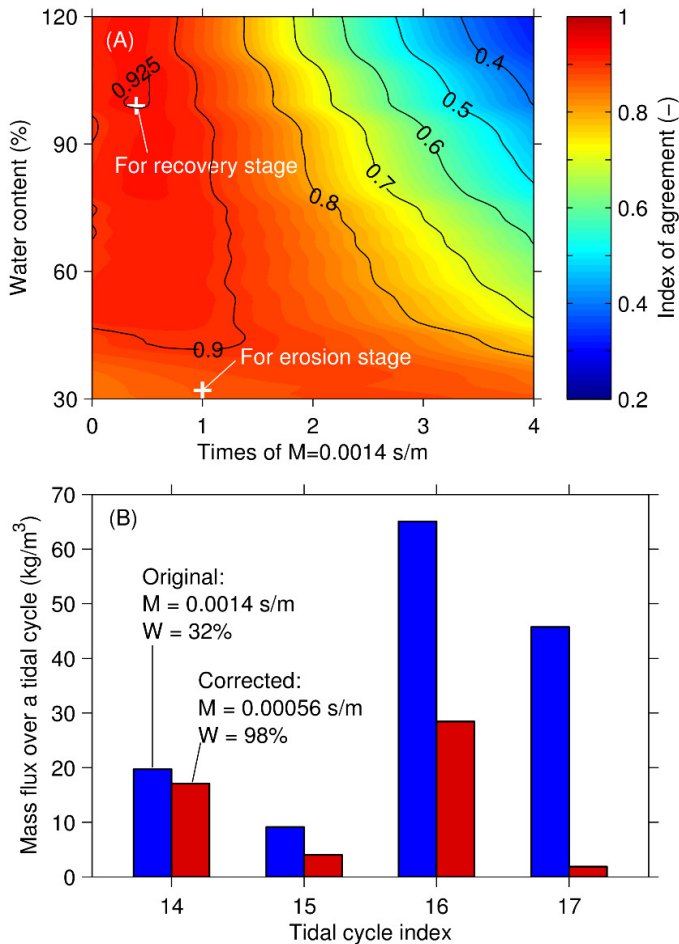 (A)
120
90
60
30
Water content (%)
0.925
For recovery stage
0.4
0.5
0.6
0.7
0.8
0.9
For erosion stage
0 1 2 3 4
Times of M=0.0014 s/m
1
0.8
0.6
0.4
0.2
Index of agreement (–)
(B)
70
60
50
40
30
20
10
0
Mass flux over a tidal cycle (kg/m³)
Original:
M = 0.0014 s/m
W = 32%
Corrected:
M = 0.00056 s/m
W = 98%
14 15 16 17
Tidal cycle index